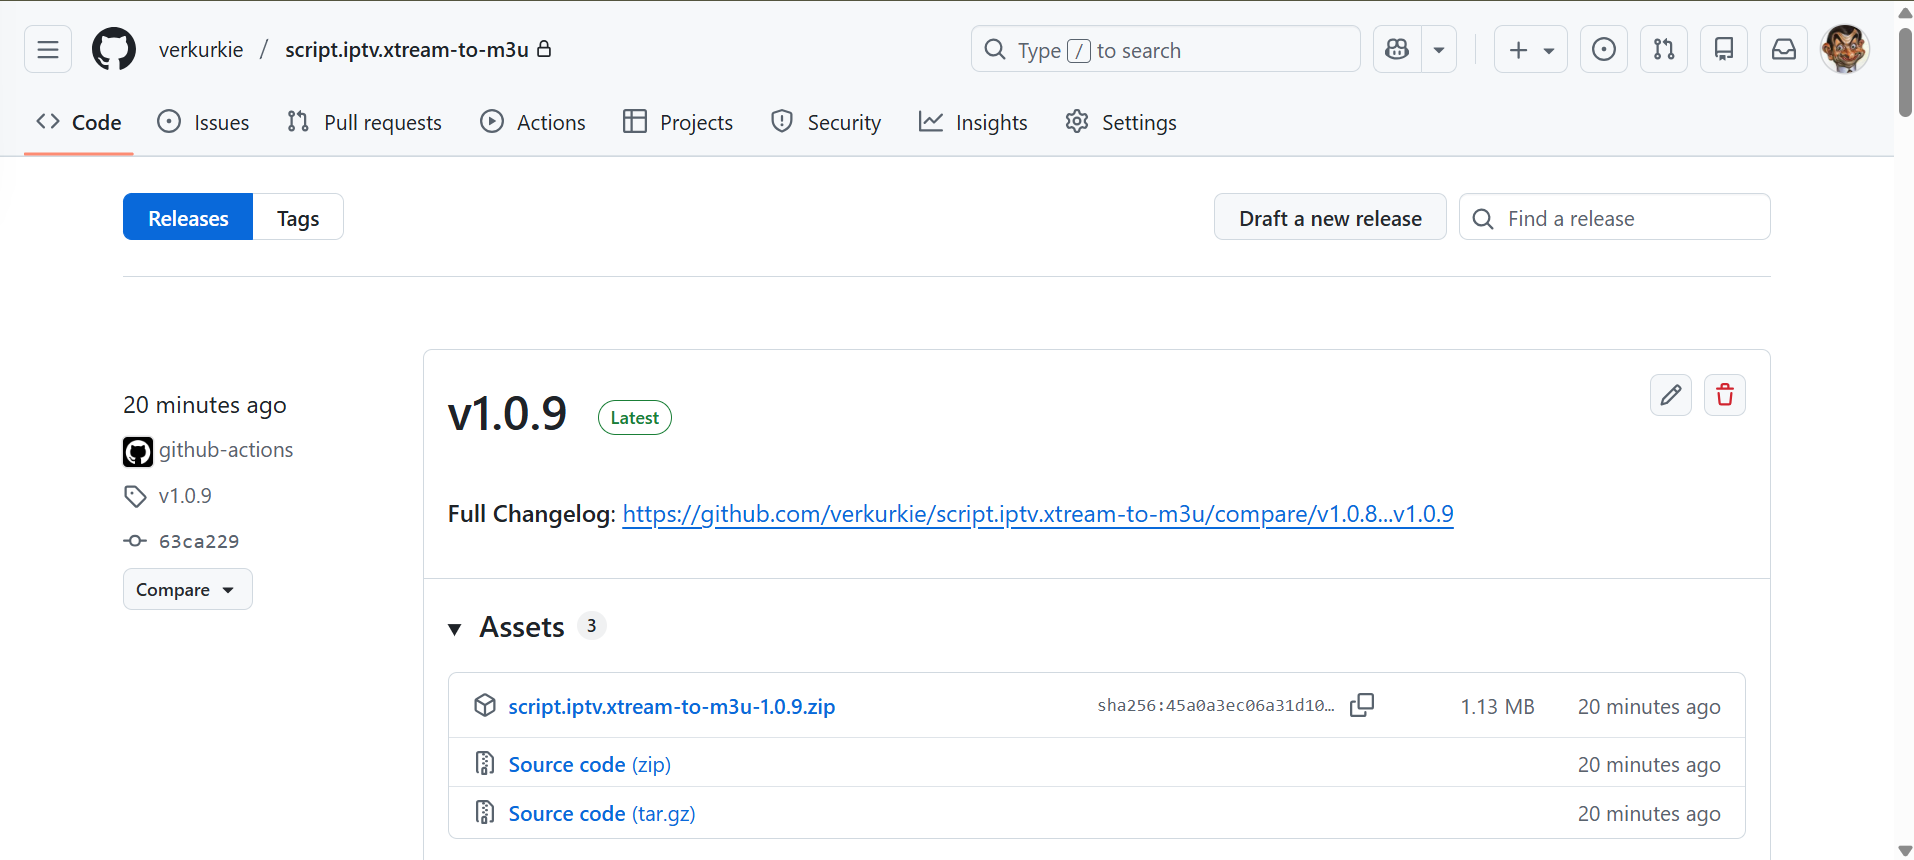 verkurkie / script.iptv.xtream-to-m3u
Type / to search
Code Issues Pull requests Actions Projects Security Insights Settings
Releases Tags
Draft a new release Find a release
20 minutes ago
github-actions
v1.0.9
63ca229
Compare
v1.0.9 Latest
Full Changelog: https://github.com/verkurkie/script.iptv.xtream-to-m3u/compare/v1.0.8...v1.0.9
Assets 3
script.iptv.xtream-to-m3u-1.0.9.zip sha256:45a0a3ec06a31d10… 1.13 MB 20 minutes ago
Source code (zip) 20 minutes ago
Source code (tar.gz) 20 minutes ago